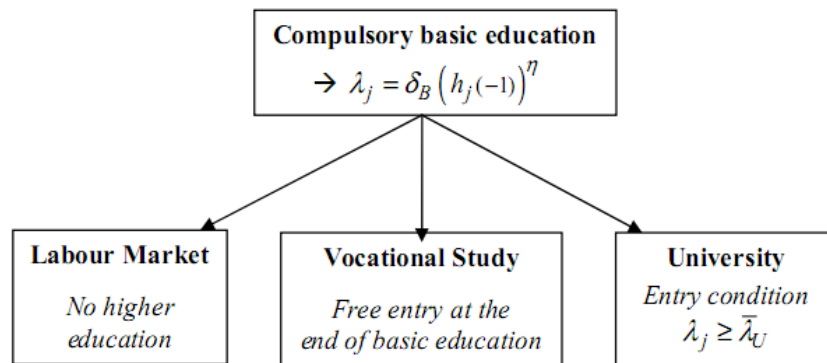 Compulsory basic education
→ λ_j = δ_B (h_j(-1))^η
Labour Market
No higher
education
Vocational Study
Free entry at the
end of basic education
University
Entry condition
λ_j ≥ λ̄_U